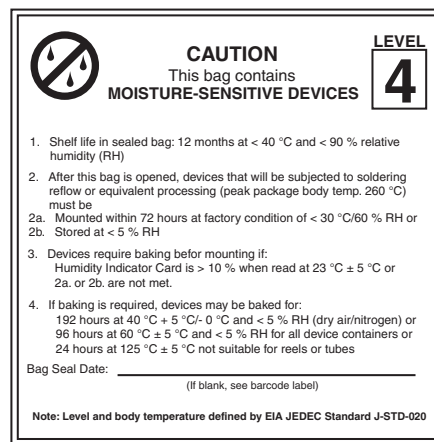 CAUTION
This bag contains
MOISTURE-SENSITIVE DEVICES
LEVEL
4
1. Shelf life in sealed bag: 12 months at < 40 °C and < 90 % relative
humidity (RH)
2. After this bag is opened, devices that will be subjected to soldering
reflow or equivalent processing (peak package body temp. 260 °C)
must be
2a. Mounted within 72 hours at factory condition of < 30 °C/60 % RH or
2b. Stored at < 5 % RH
3. Devices require baking befor mounting if:
Humidity Indicator Card is > 10 % when read at 23 °C ± 5 °C or
2a. or 2b. are not met.
4. If baking is required, devices may be baked for:
192 hours at 40 °C + 5 °C/- 0 °C and < 5 % RH (dry air/nitrogen) or
96 hours at 60 °C ± 5 °C and < 5 % RH for all device containers or
24 hours at 125 °C ± 5 °C not suitable for reels or tubes
Bag Seal Date:
(If blank, see barcode label)
Note: Level and body temperature defined by EIA JEDEC Standard J-STD-020